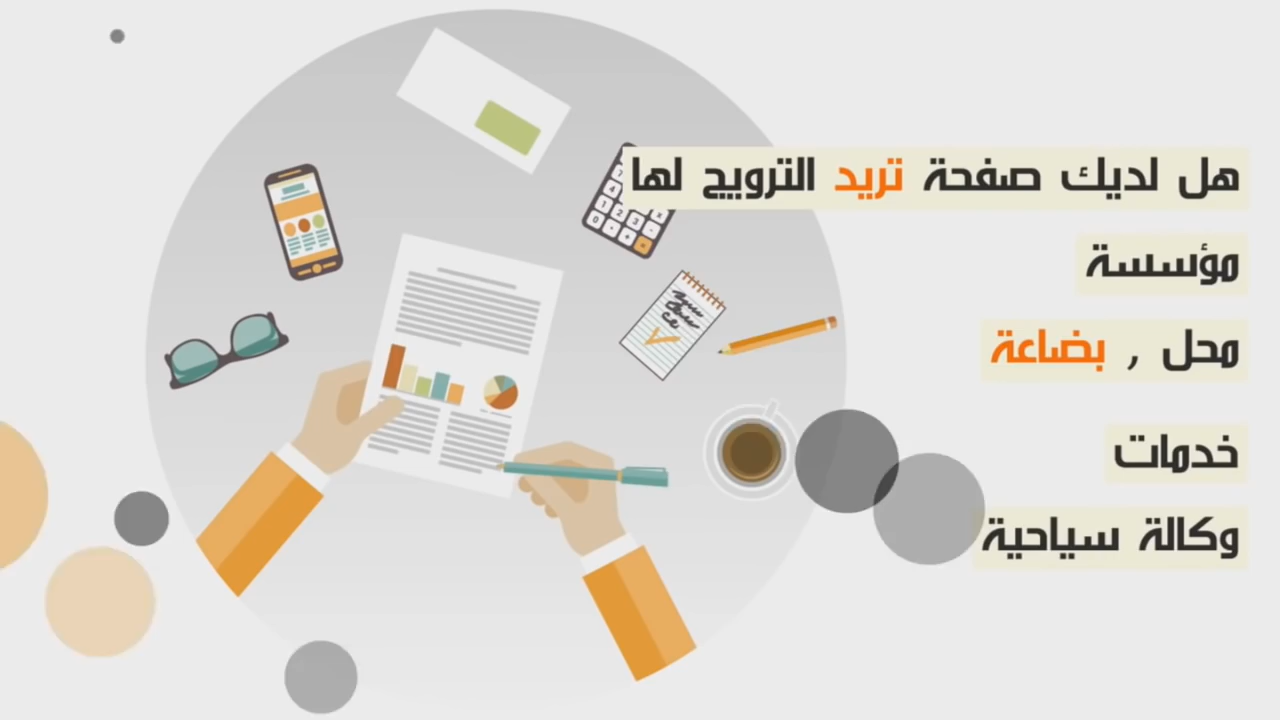 هل لديك صفحة تريد الترويج لها
مؤسسة
محل , بضاعة
خدمات
وكالة سياحية